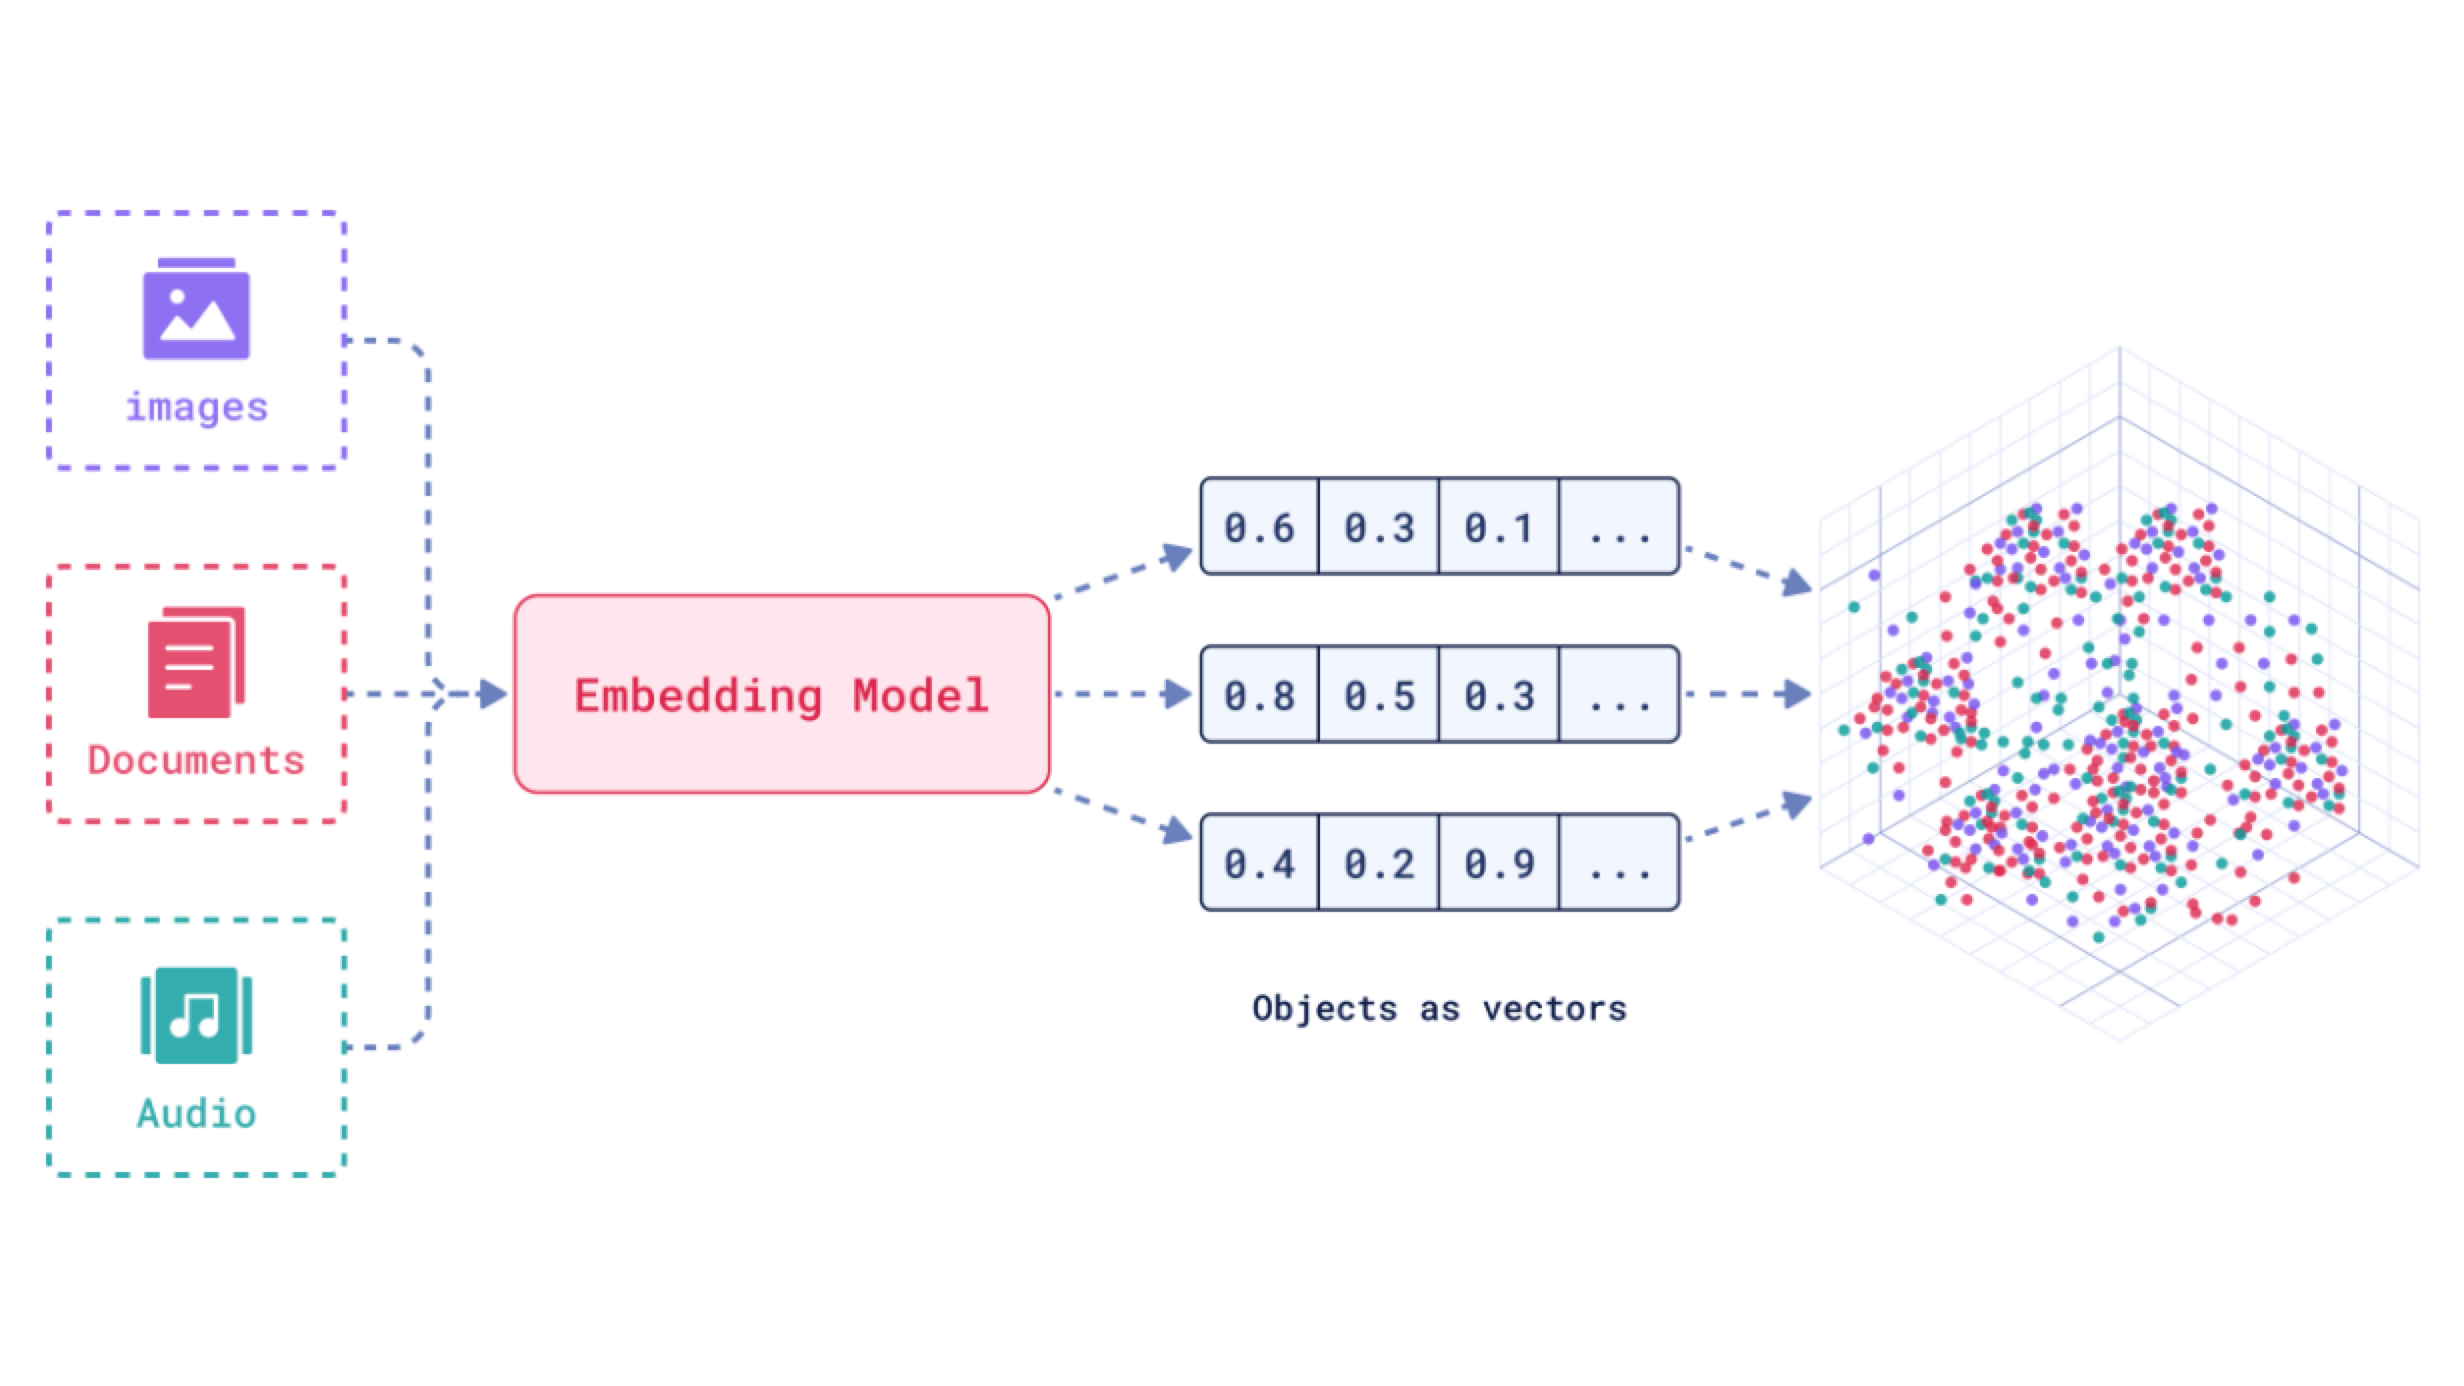 images
Documents
Audio
Embedding Model
0.6 0.3 0.1 ...
0.8 0.5 0.3 ...
0.4 0.2 0.9 ...
Objects as vectors